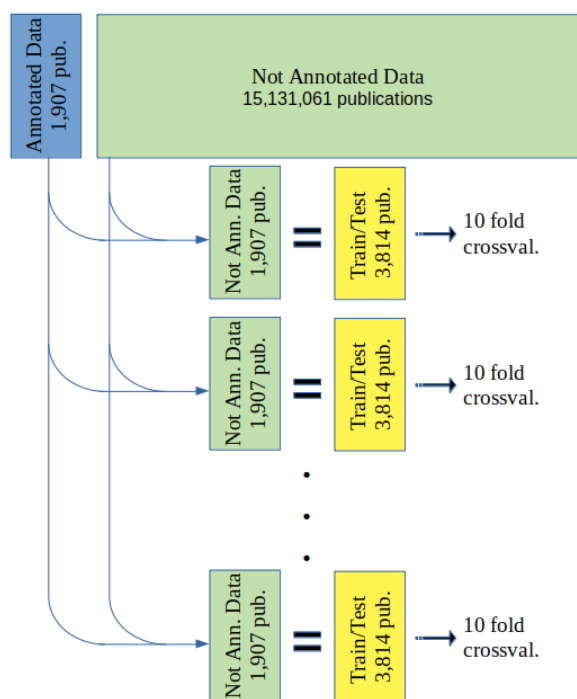 Annotated Data
1,907 pub.
Not Annotated Data
15,131,061 publications
Not Ann. Data
1,907 pub.
=
Train/Test
3,814 pub.
10 fold
crossval.
Not Ann. Data
1,907 pub.
=
Train/Test
3,814 pub.
10 fold
crossval.
Not Ann. Data
1,907 pub.
=
Train/Test
3,814 pub.
10 fold
crossval.